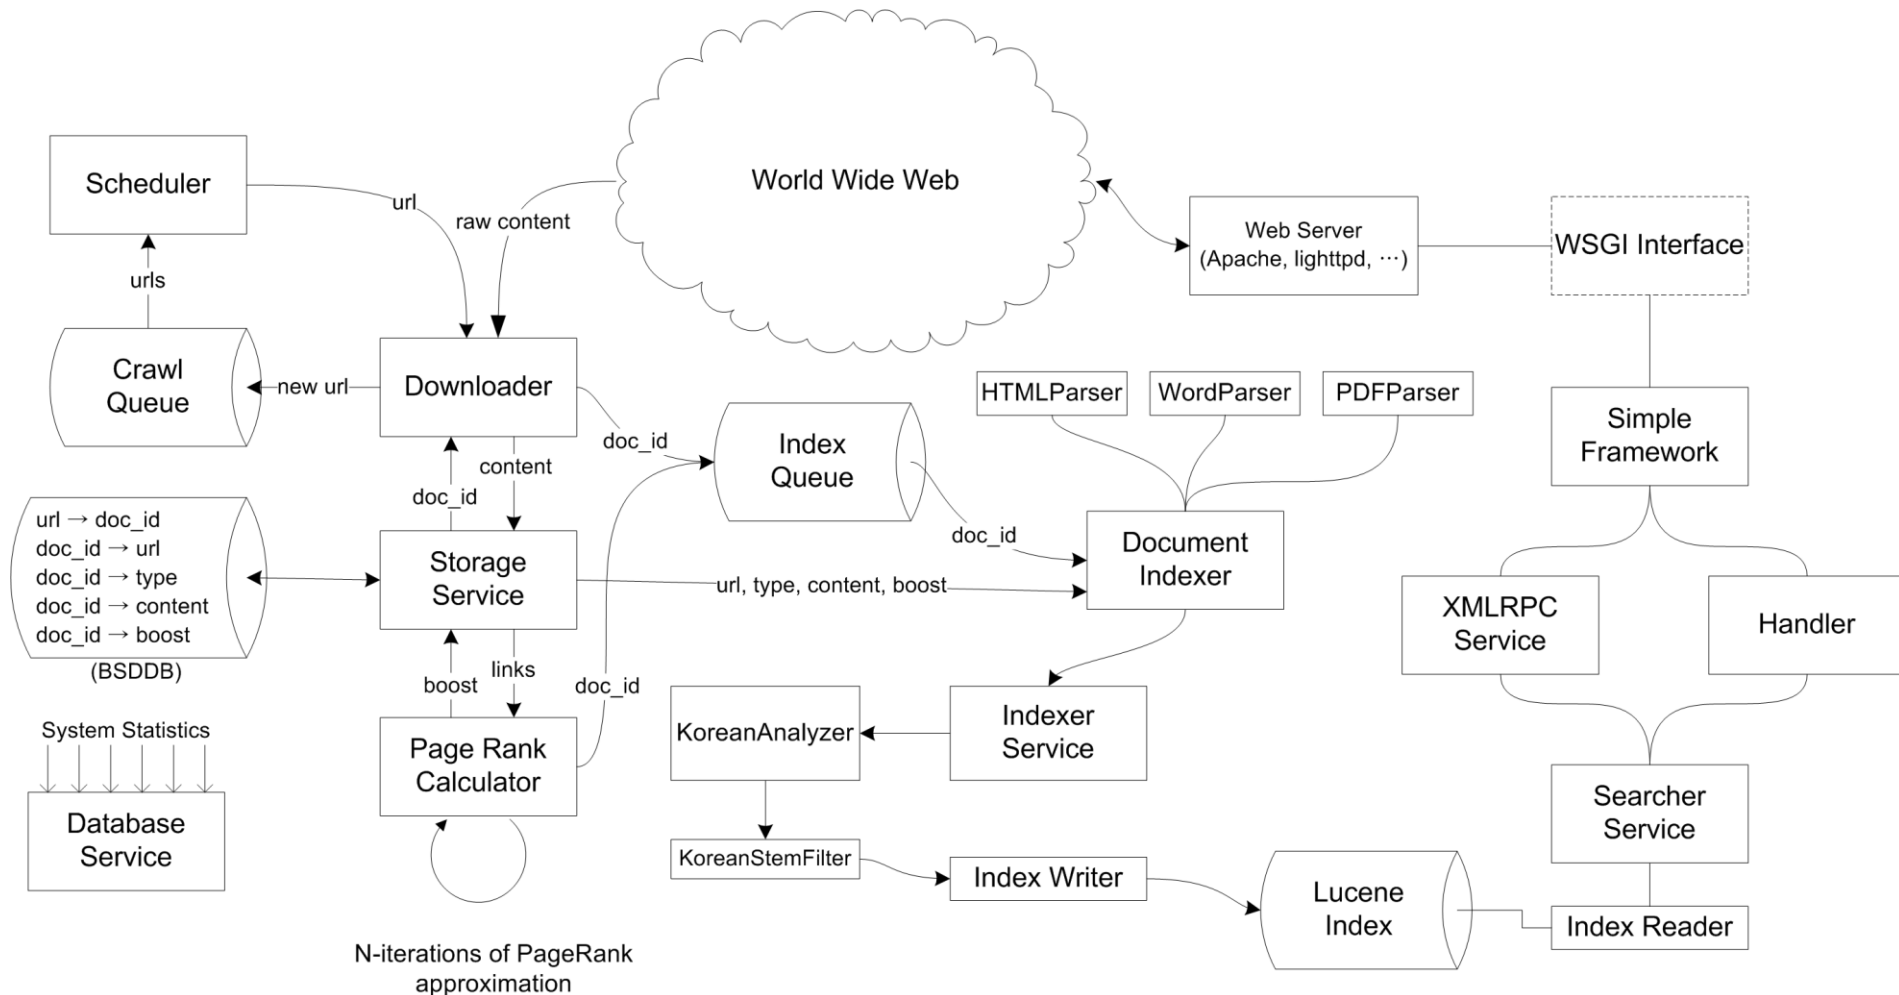 World Wide Web
Scheduler
url
raw content
Web Server
(Apache, lighttpd, ⋯)
WSGI Interface
urls
Crawl
Queue
new url
Downloader
HTMLParser
WordParser
PDFParser
Simple
Framework
doc_id
Index
Queue
content
doc_id
url → doc_id
doc_id → url
doc_id → type
doc_id → content
doc_id → boost
(BSDDB)
Storage
Service
doc_id
Document
Indexer
url, type, content, boost
XMLRPC
Service
Handler
boost
links
doc_id
System Statistics
Database
Service
Page Rank
Calculator
KoreanAnalyzer
Indexer
Service
Searcher
Service
KoreanStemFilter
Index Writer
Lucene
Index
Index Reader
N-iterations of PageRank
approximation